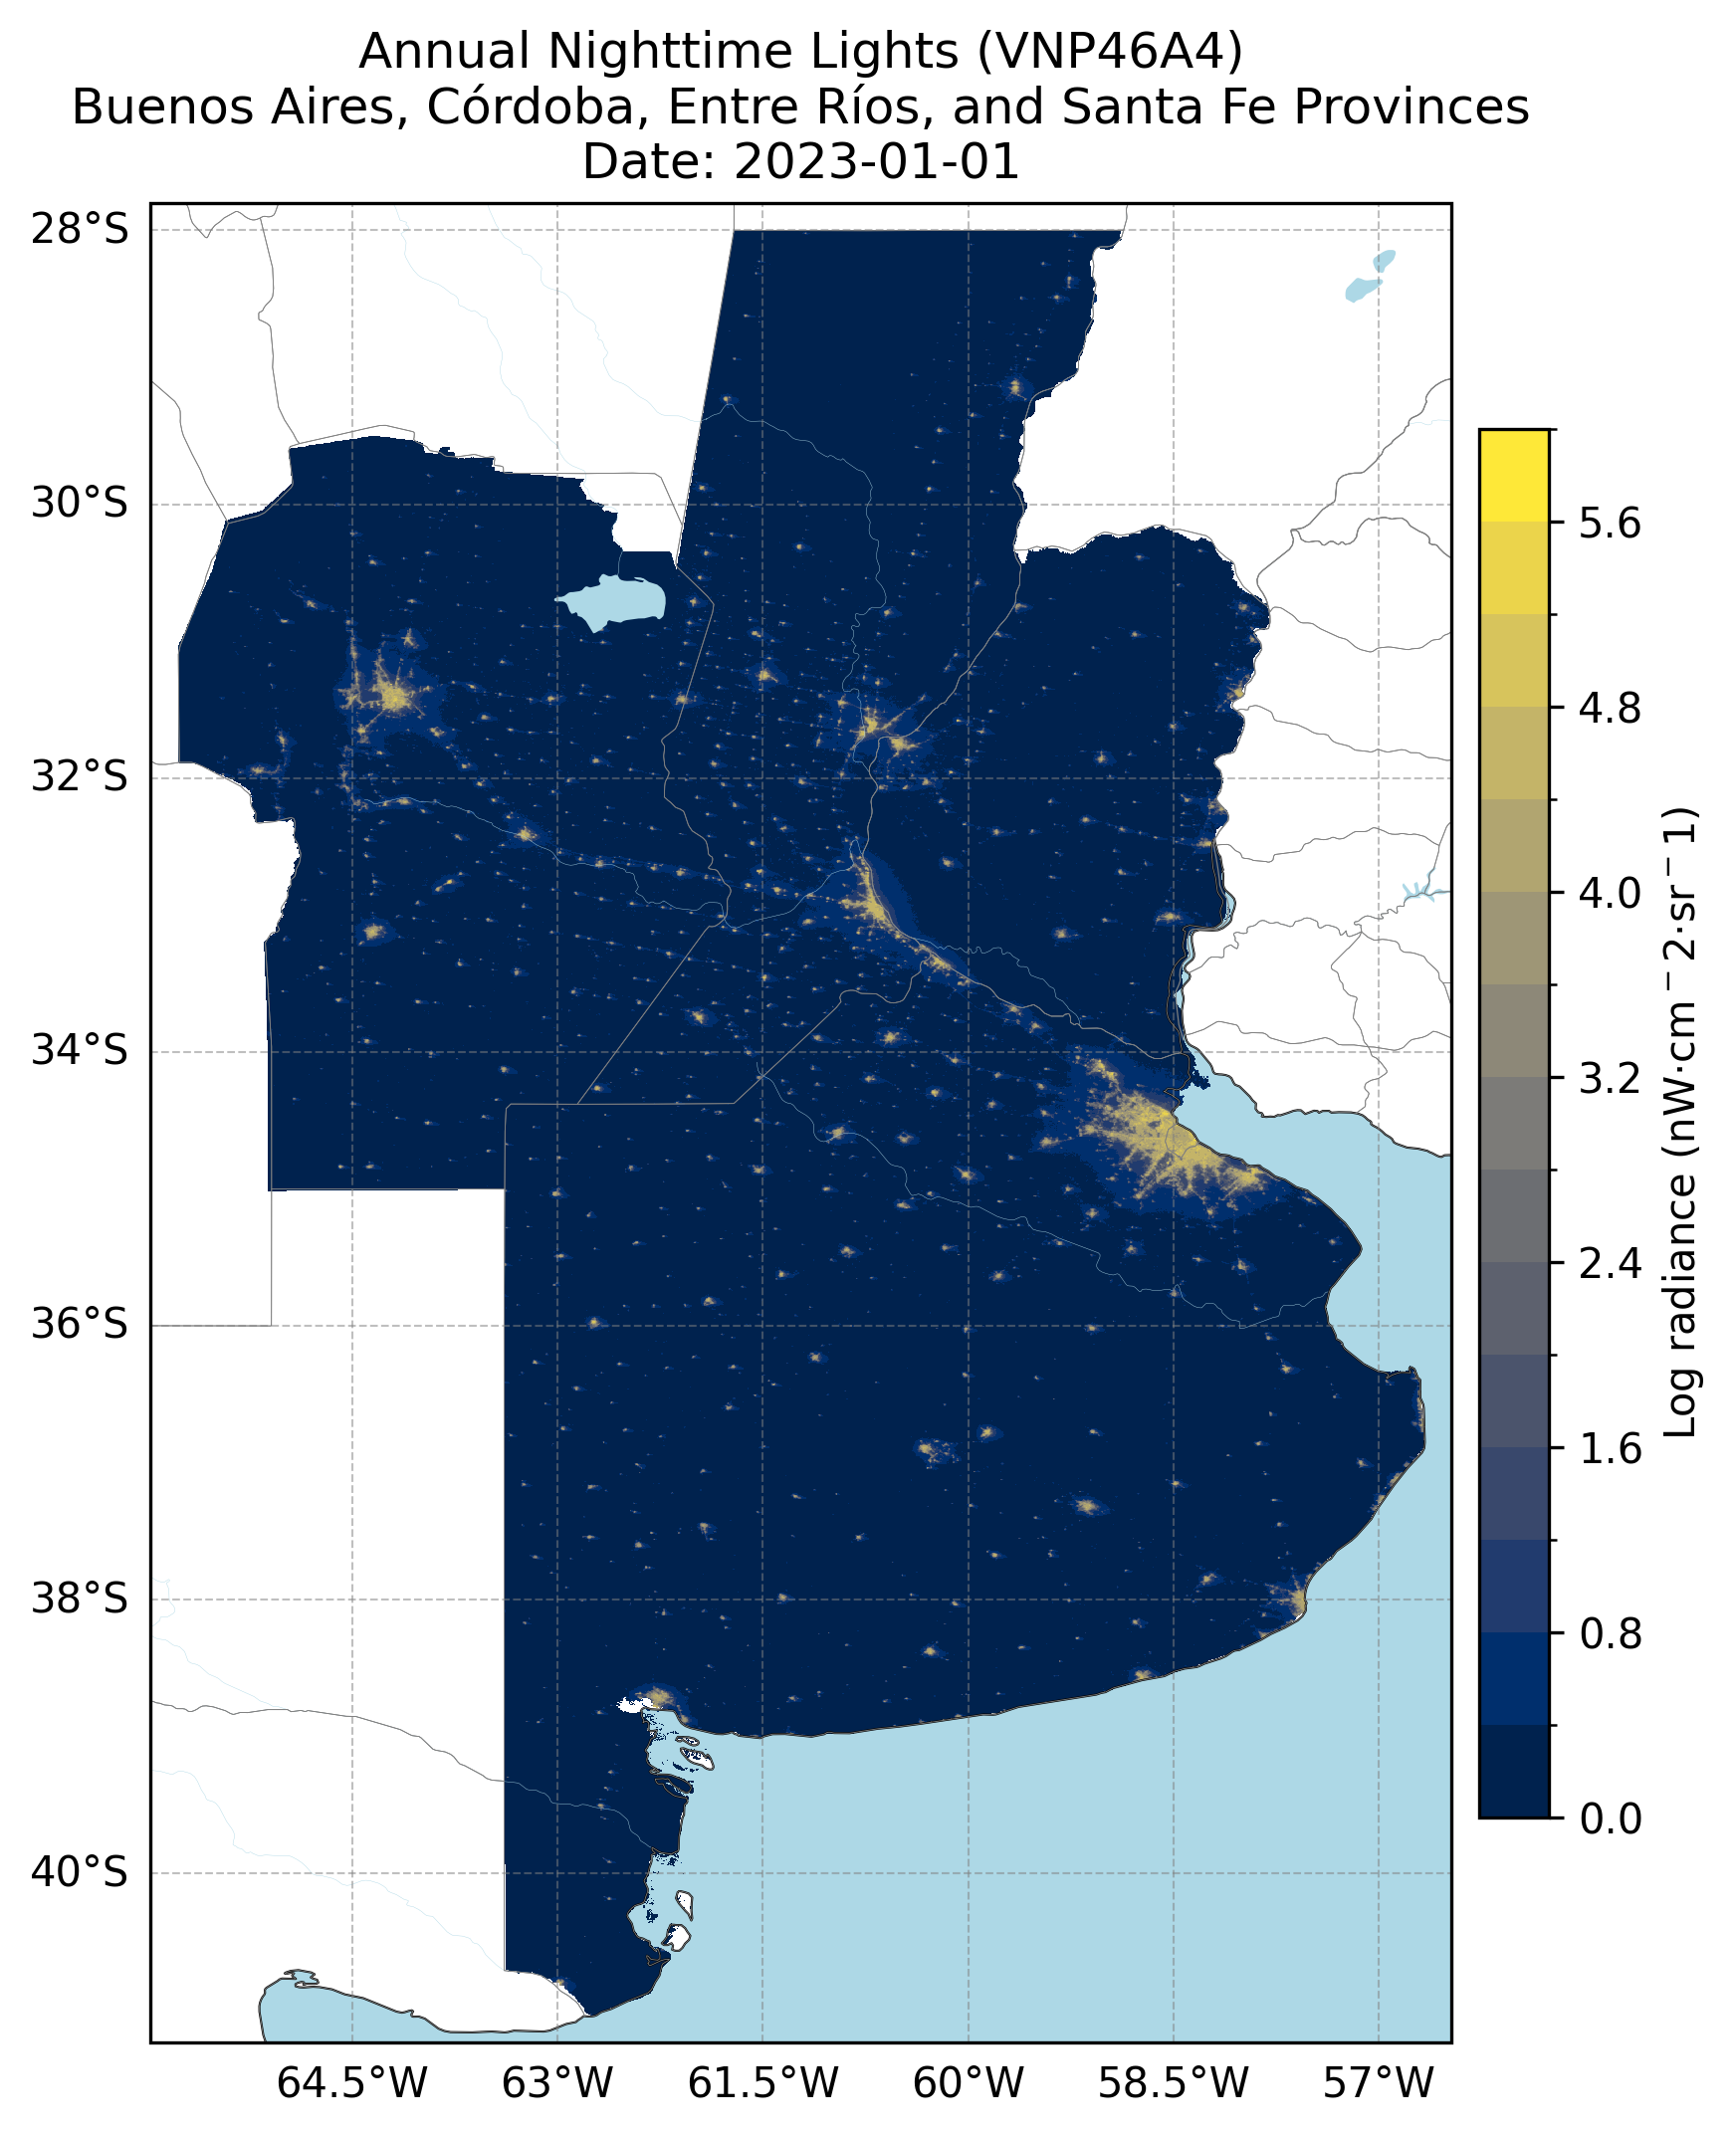 Annual Nighttime Lights (VNP46A4)
Buenos Aires, Córdoba, Entre Ríos, and Santa Fe Provinces
Date: 2023-01-01
28°S
30°S
32°S
34°S
36°S
38°S
40°S
64.5°W
63°W
61.5°W
60°W
58.5°W
57°W
5.6
4.8
4.0
3.2
2.4
1.6
0.8
0.0
Log radiance (nW·cm⁻2·sr⁻1)